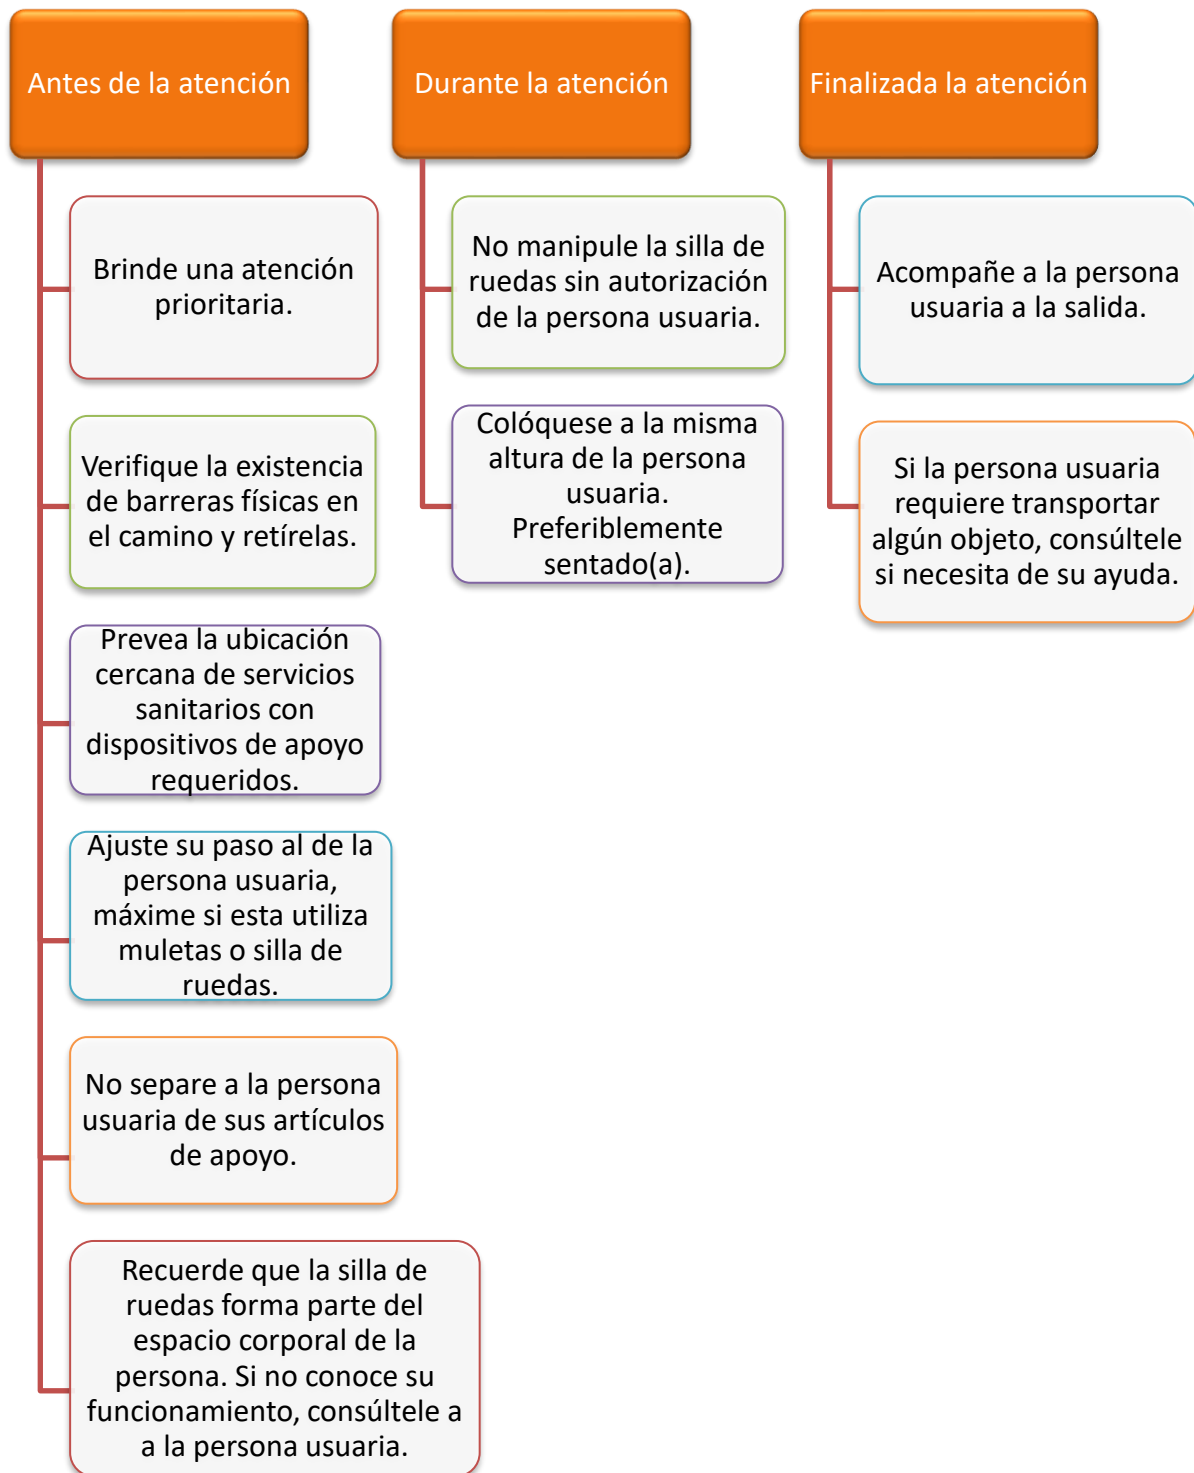 Antes de la atención
Brinde una atención
prioritaria.
Verifique la existencia
de barreras físicas en
el camino y retírelas.
Prevea la ubicación
cercana de servicios
sanitarios con
dispositivos de apoyo
requeridos.
Ajuste su paso al de la
persona usuaria,
máxime si esta utiliza
muletas o silla de
ruedas.
No separe a la persona
usuaria de sus artículos
de apoyo.
Recuerde que la silla de
ruedas forma parte del
espacio corporal de la
persona. Si no conoce su
funcionamiento, consúltele a
a la persona usuaria.
Durante la atención
No manipule la silla de
ruedas sin autorización
de la persona usuaria.
Colóquese a la misma
altura de la persona
usuaria.
Preferiblemente
sentado(a).
Finalizada la atención
Acompañe a la persona
usuaria a la salida.
Si la persona usuaria
requiere transportar
algún objeto, consúltele
si necesita de su ayuda.